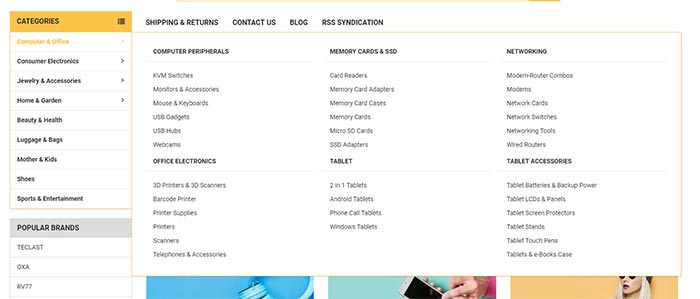 CATEGORIES
SHIPPING & RETURNS CONTACT US BLOG RSS SYNDICATION
Computer & Office
Consumer Electronics
Jewelry & Accessories
Home & Garden
Beauty & Health
Luggage & Bags
Mother & Kids
Shoes
Sports & Entertainment
COMPUTER PERIPHERALS
KVM Switches
Monitors & Accessories
Mouse & Keyboards
USB Gadgets
USB Hubs
Webcams
MEMORY CARDS & SSD
Card Readers
Memory Card Adapters
Memory Card Cases
Memory Cards
Micro SD Cards
SSD Adapters
NETWORKING
Modem-Router Combos
Modems
Network Cards
Network Switches
Networking Tools
Wired Routers
OFFICE ELECTRONICS
3D Printers & 3D Scanners
Barcode Printer
Printer Supplies
Printers
Scanners
Telephones & Accessories
TABLET
2 in 1 Tablets
Android Tablets
Phone Call Tablets
Windows Tablets
TABLET ACCESSORIES
Tablet Batteries & Backup Power
Tablet LCDs & Panels
Tablet Screen Protectors
Tablet Stands
Tablet Touch Pens
Tablets & e-Books Case
POPULAR BRANDS
TECLAST
OXA
RV77